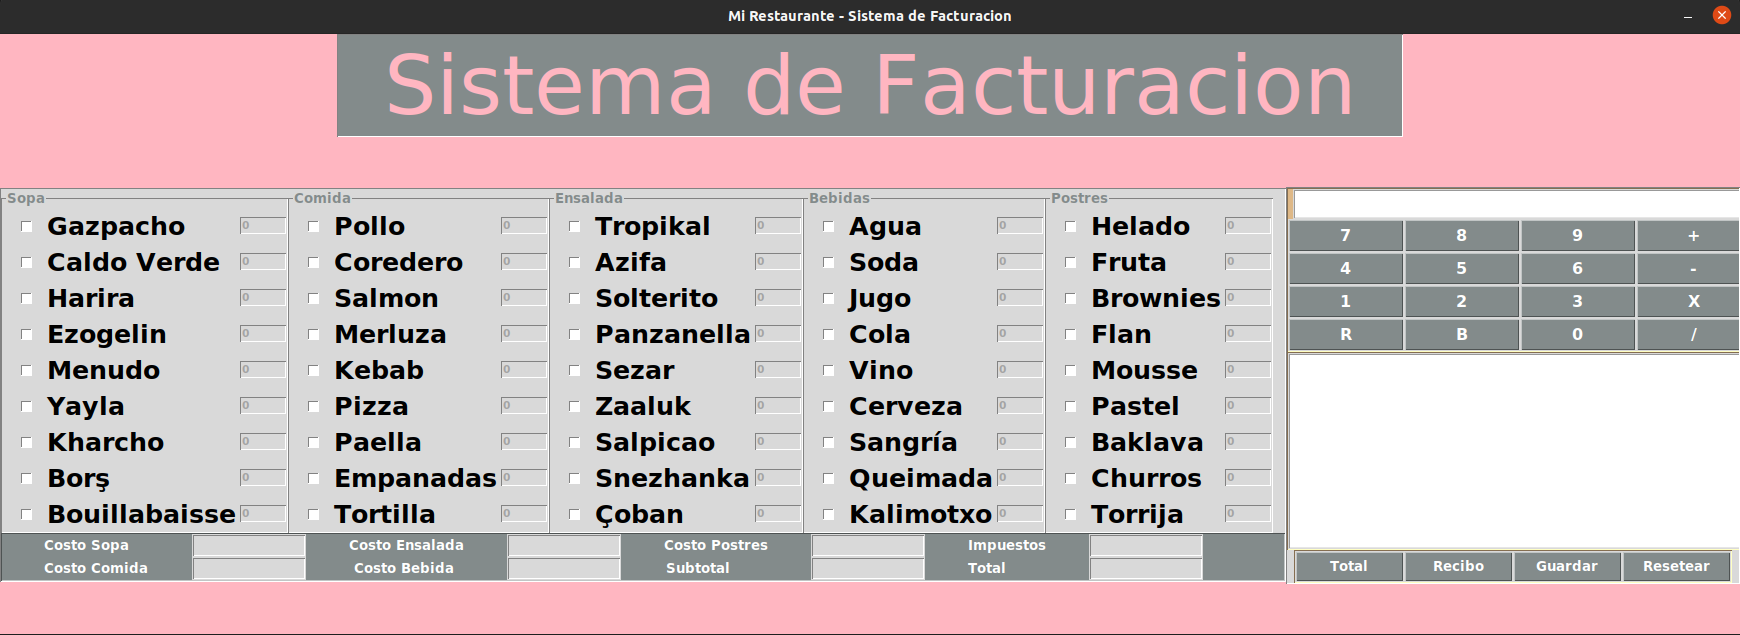 Mi Restaurante - Sistema de Facturacion
Sistema de Facturacion
Sopa Comida Ensalada Bebidas Postres
Gazpacho 0 Pollo 0 Tropikal 0 Agua 0 Helado 0
Caldo Verde 0 Coredero 0 Azifa 0 Soda 0 Fruta 0
Harira 0 Salmon 0 Solterito 0 Jugo 0 Brownies 0
Ezogelin 0 Merluza 0 Panzanella 0 Cola 0 Flan 0
Menudo 0 Kebab 0 Sezar 0 Vino 0 Mousse 0
Yayla 0 Pizza 0 Zaaluk 0 Cerveza 0 Pastel 0
Kharcho 0 Paella 0 Salpicao 0 Sangría 0 Baklava 0
Borş 0 Empanadas 0 Snezhanka 0 Queimada 0 Churros 0
Bouillabaisse 0 Tortilla 0 Çoban 0 Kalimotxo 0 Torrija 0
Costo Sopa Costo Ensalada Costo Postres Impuestos
Costo Comida Costo Bebida Subtotal Total
7 8 9 +
4 5 6 -
1 2 3 X
R B 0 /
Total Recibo Guardar Resetear